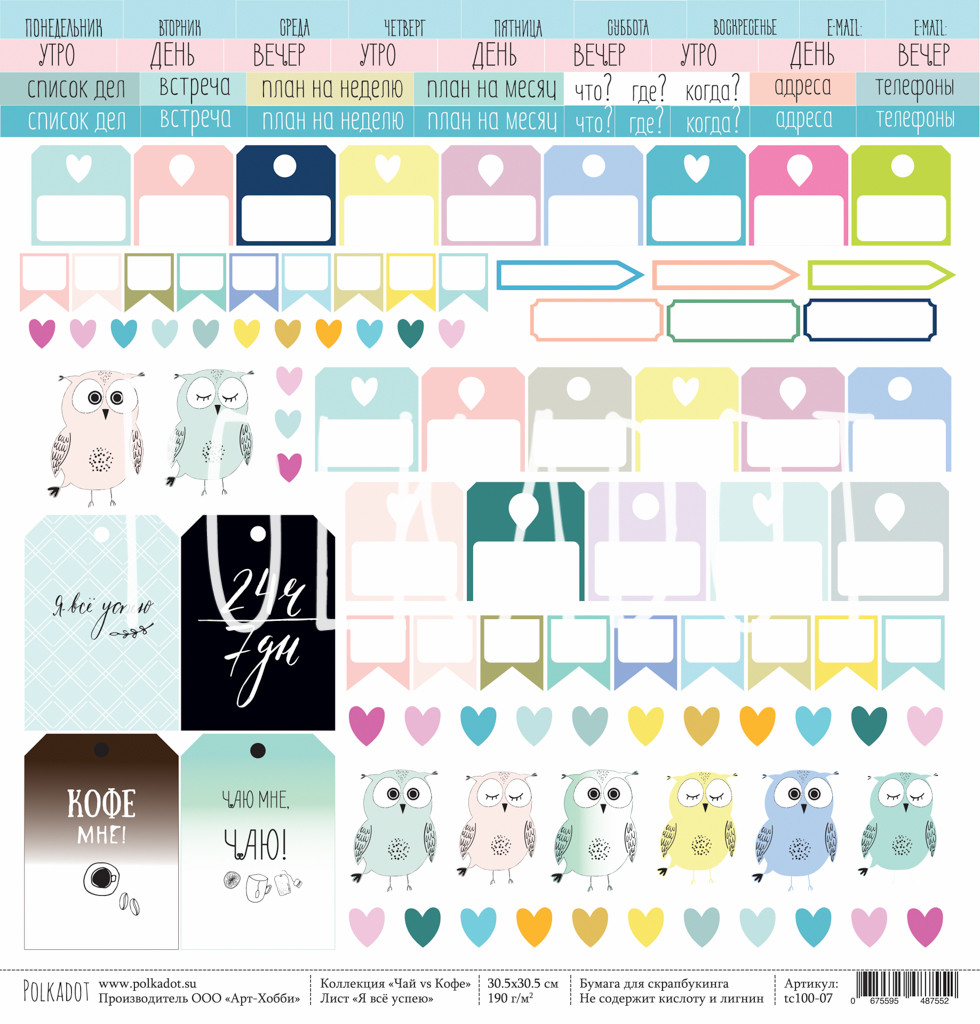 ПОНЕДЕЛЬНИК ВТОРНИК СРЕДА ЧЕТВЕРГ ПЯТНИЦА СУББОТА ВОСКРЕСЕНЬЕ E-MAIL: E-MAIL:
УТРО ДЕНЬ ВЕЧЕР УТРО ДЕНЬ ВЕЧЕР УТРО ДЕНЬ ВЕЧЕР
список дел встреча план на неделю план на месяц что? где? когда? адреса телефоны
список дел встреча план на неделю план на месяц что? где? когда? адреса телефоны
Я всё успею
24ч
7дн
КОФЕ
МНЕ!
ЧАЮ МНЕ,
ЧАЮ!
POLKADOT
www.polkadot.su
Производитель ООО «Арт-Хобби»
Коллекция «Чай vs Кофе»
Лист «Я всё успею»
30.5x30.5 см
190 г/м²
Бумага для скрапбукинга
Не содержит кислоту и лигнин
Артикул:
tc100-07
0 675595 487552